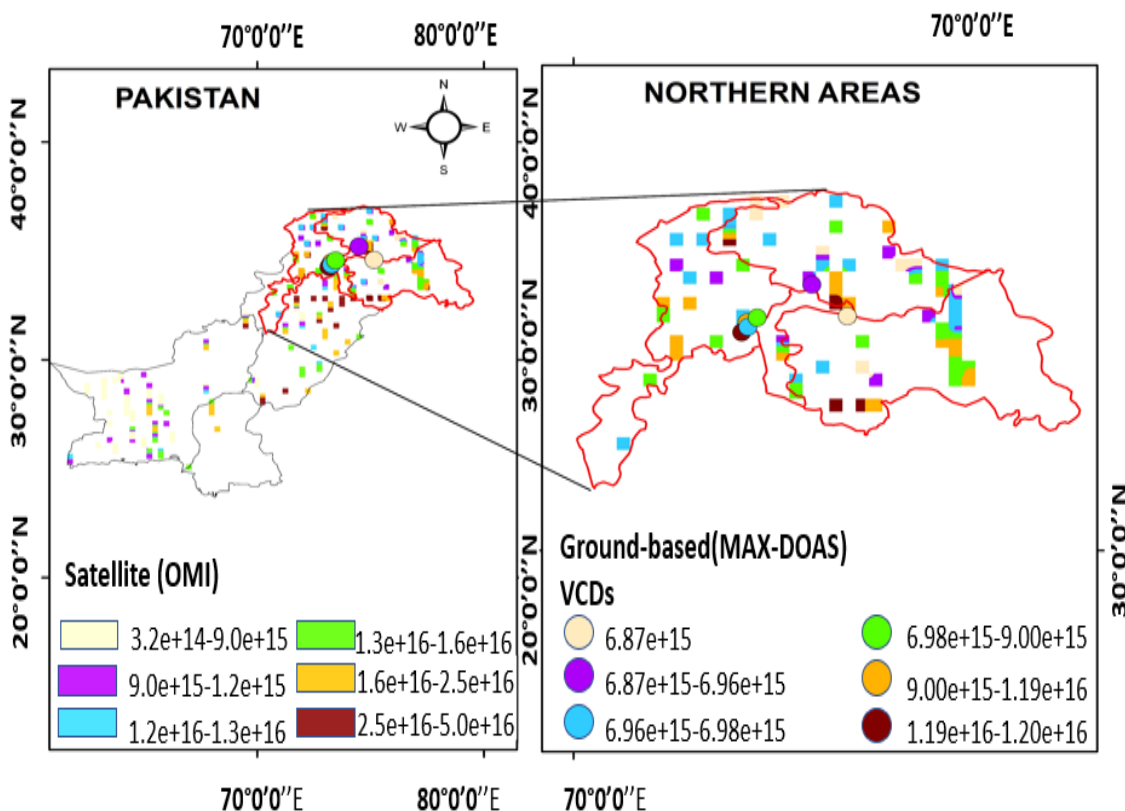 70°0'0''E 80°0'0''E 70°0'0''E
PAKISTAN
N
W E
S
NORTHERN AREAS
40°0'0''N
30°0'0''N
20°0'0''N
40°0'0''N
30°0'0''N
20°0'0''N
30°0'0''N
Satellite (OMI)
3.2e+14-9.0e+15
9.0e+15-1.2e+15
1.2e+16-1.3e+16
1.3e+16-1.6e+16
1.6e+16-2.5e+16
2.5e+16-5.0e+16
Ground-based(MAX-DOAS)
VCDs
6.87e+15
6.87e+15-6.96e+15
6.96e+15-6.98e+15
6.98e+15-9.00e+15
9.00e+15-1.19e+16
1.19e+16-1.20e+16
70°0'0''E 80°0'0''E 70°0'0''E